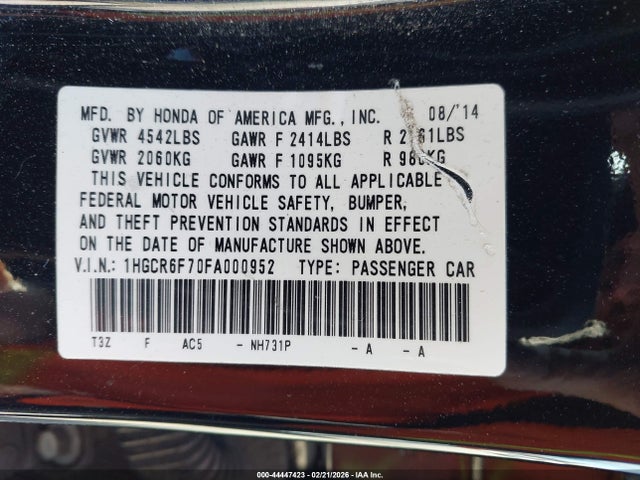 MFD. BY HONDA OF AMERICA MFG., INC. 08/'14
GVWR 4542LBS GAWR F 2414LBS R
GVWR 2060KG GAWR F 1095KG R
THIS VEHICLE CONFORMS TO ALL APPLICABLE
FEDERAL MOTOR VEHICLE SAFETY, BUMPER,
AND THEFT PREVENTION STANDARDS IN EFFECT
ON THE DATE OF MANUFACTURE SHOWN ABOVE.
V.I.N.: 1HGCR6F70FA000952 TYPE: PASSENGER CAR
T3Z F AC5 - NH731P - A - A
000-44447423 - 02/21/2026 - IAA Inc.